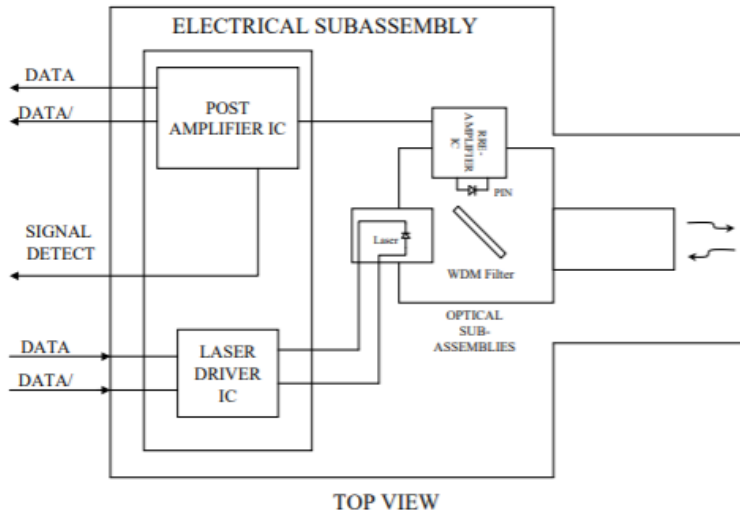 ELECTRICAL SUBASSEMBLY
DATA
DATA/
POST
AMPLIFIER IC
RRE-
AMPLIFIER
IC
PIN
SIGNAL
DETECT
Laser
WDM Filter
OPTICAL
SUB-
ASSEMBLIES
DATA
DATA/
LASER
DRIVER
IC
TOP VIEW